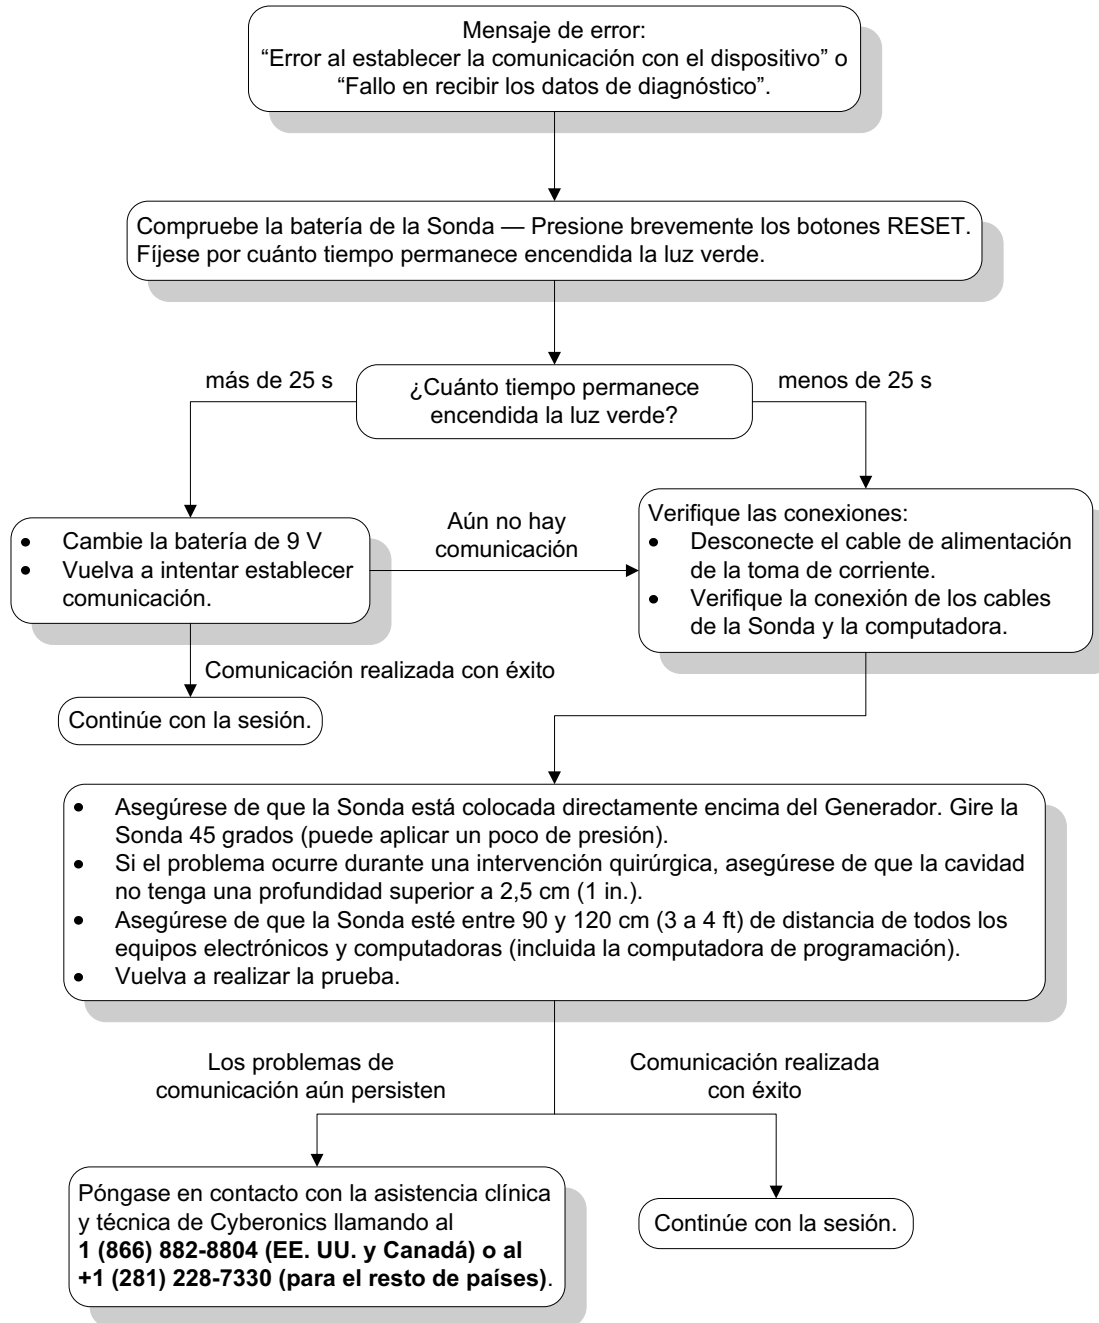 Mensaje de error:
“Error al establecer la comunicación con el dispositivo” o
“Fallo en recibir los datos de diagnóstico”.
Compruebe la batería de la Sonda — Presione brevemente los botones RESET.
Fíjese por cuánto tiempo permanece encendida la luz verde.
más de 25 s
¿Cuánto tiempo permanece
encendida la luz verde?
menos de 25 s
• Cambie la batería de 9 V
• Vuelva a intentar establecer
comunicación.
Aún no hay
comunicación
Verifique las conexiones:
• Desconecte el cable de alimentación
de la toma de corriente.
• Verifique la conexión de los cables
de la Sonda y la computadora.
Comunicación realizada con éxito
Continúe con la sesión.
• Asegúrese de que la Sonda está colocada directamente encima del Generador. Gire la
Sonda 45 grados (puede aplicar un poco de presión).
• Si el problema ocurre durante una intervención quirúrgica, asegúrese de que la cavidad
no tenga una profundidad superior a 2,5 cm (1 in.).
• Asegúrese de que la Sonda esté entre 90 y 120 cm (3 a 4 ft) de distancia de todos los
equipos electrónicos y computadoras (incluida la computadora de programación).
• Vuelva a realizar la prueba.
Los problemas de
comunicación aún persisten
Comunicación realizada
con éxito
Póngase en contacto con la asistencia clínica
y técnica de Cyberonics llamando al
1 (866) 882-8804 (EE. UU. y Canadá) o al
+1 (281) 228-7330 (para el resto de países).
Continúe con la sesión.